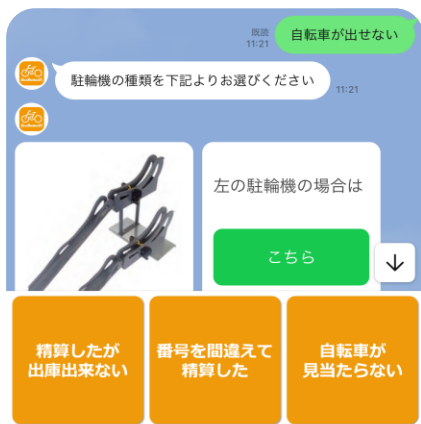 自転車が出せない
既読
11:21
駐輪機の種類を下記よりお選びください
11:21
左の駐輪機の場合は
こちら
精算したが
出庫出来ない
番号を間違えて
精算した
自転車が
見当たらない